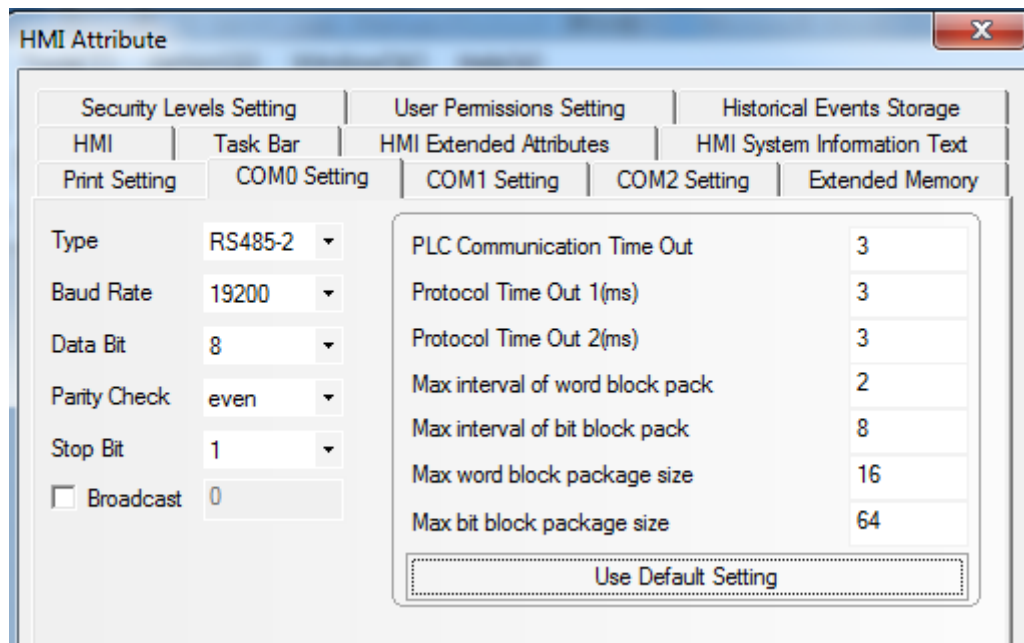 HMI Attribute
Security Levels Setting User Permissions Setting Historical Events Storage
HMI Task Bar HMI Extended Attributes HMI System Information Text
Print Setting COM0 Setting COM1 Setting COM2 Setting Extended Memory
Type RS485-2
Baud Rate 19200
Data Bit 8
Parity Check even
Stop Bit 1
Broadcast 0
PLC Communication Time Out 3
Protocol Time Out 1(ms) 3
Protocol Time Out 2(ms) 3
Max interval of word block pack 2
Max interval of bit block pack 8
Max word block package size 16
Max bit block package size 64
Use Default Setting